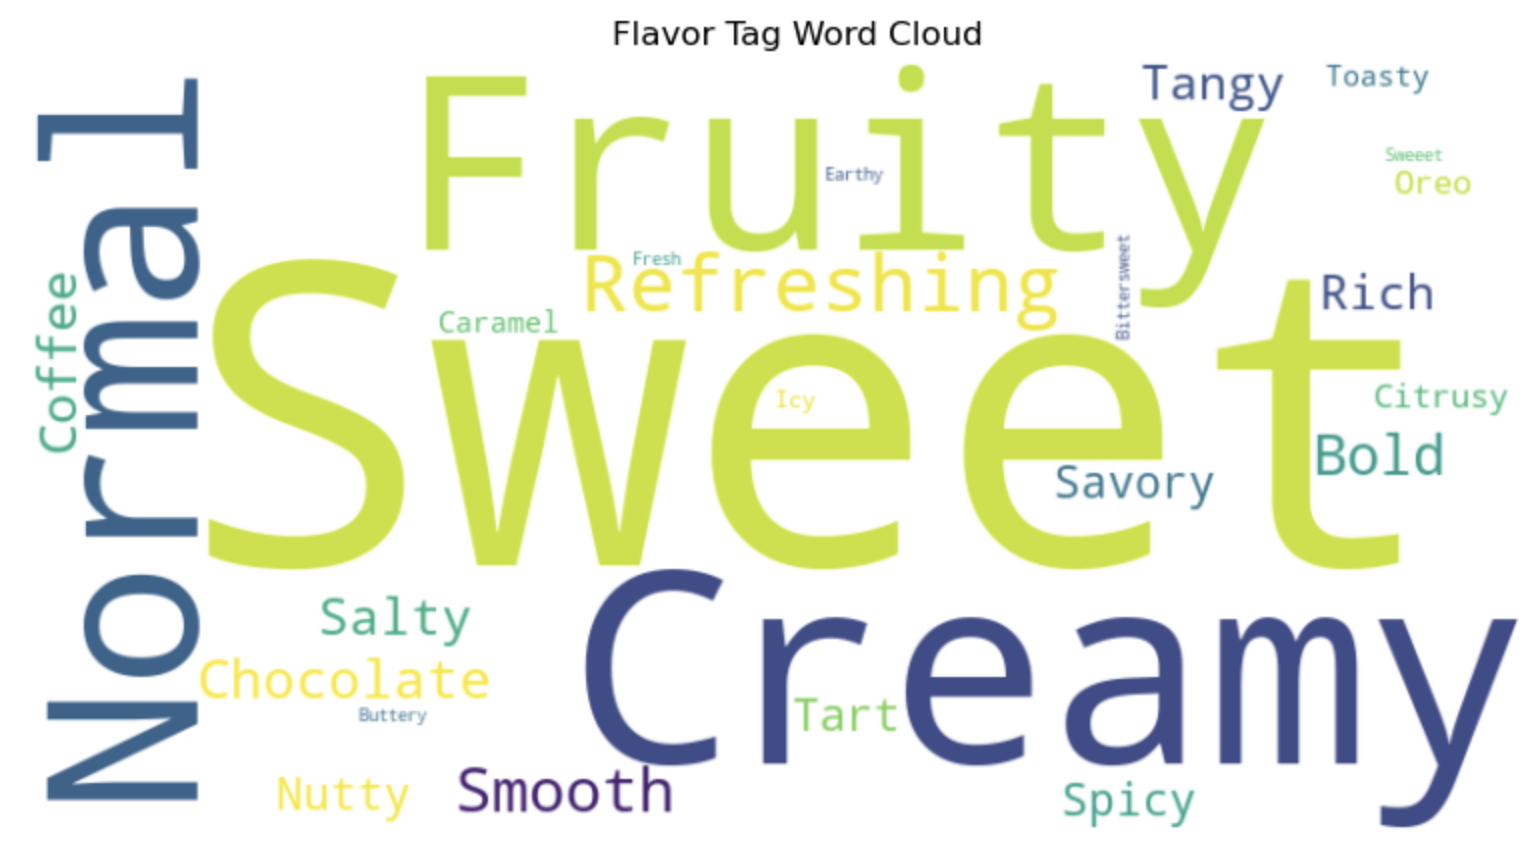 Flavor Tag Word Cloud
Normal
Fruity
Tangy
Toasty
Sweeet
Oreo
Earthy
Fresh
Refreshing
Bittersweet
Rich
Coffee
Caramel
Sweet
Icy
Citrusy
Bold
Savory
Salty
Creamy
Chocolate
Buttery
Tart
Nutty
Smooth
Spicy